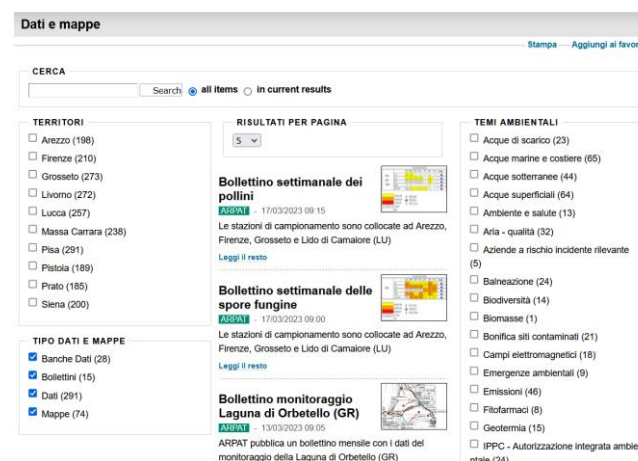 Dati e mappe
Stampa Aggiungi ai favor
CERCA
Search all items in current results
TERRITORI
Arezzo (198)
Firenze (210)
Grosseto (273)
Livorno (272)
Lucca (257)
Massa Carrara (238)
Pisa (291)
Pistoia (189)
Prato (185)
Siena (200)
TIPO DATI E MAPPE
Banche Dati (28)
Bollettini (15)
Dati (291)
Mappe (74)
RISULTATI PER PAGINA
5
Bollettino settimanale dei
pollini
ARPAT - 17/03/2023 09:15
Le stazioni di campionamento sono collocate ad Arezzo,
Firenze, Grosseto e Lido di Camaiore (LU)
Leggi il resto
Bollettino settimanale delle
spore fungine
ARPAT - 17/03/2023 09:00
Le stazioni di campionamento sono collocate ad Arezzo,
Firenze, Grosseto e Lido di Camaiore (LU)
Leggi il resto
Bollettino monitoraggio
Laguna di Orbetello (GR)
ARPAT - 13/03/2023 09:05
ARPAT pubblica un bollettino mensile con i dati del
monitoraggio della Laguna di Orbetello (GR)
TEMI AMBIENTALI
Acque di scarico (23)
Acque marine e costiere (65)
Acque sotterranee (44)
Acque superficiali (64)
Ambiente e salute (13)
Aria - qualità (32)
Aziende a rischio incidente rilevante
(5)
Balneazione (24)
Biodiversità (14)
Biomasse (1)
Bonifica siti contaminati (21)
Campi elettromagnetici (18)
Emergenze ambientali (9)
Emissioni (46)
Fitofarmaci (8)
Geotermia (15)
IPPC - Autorizzazione integrata ambie
ntale (24)